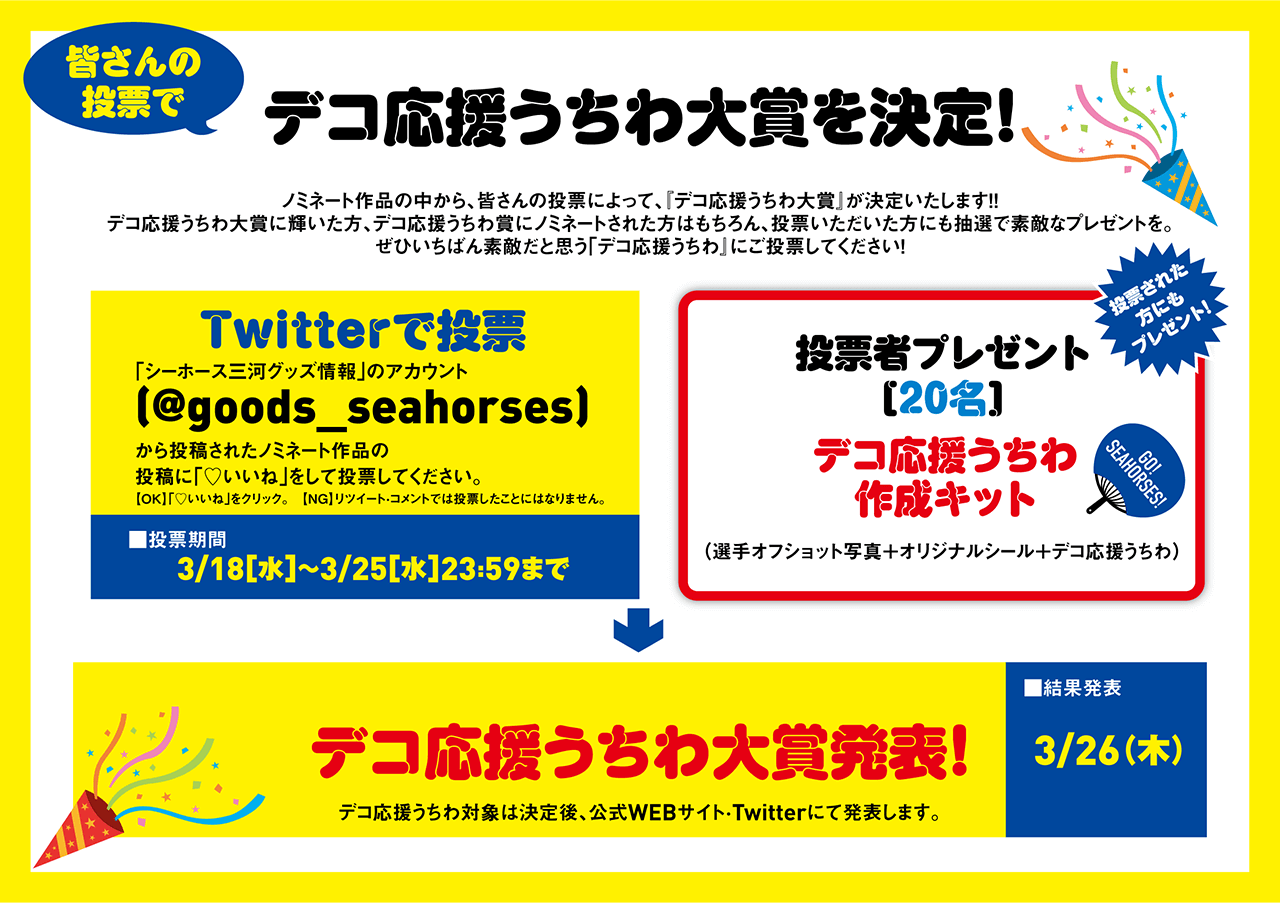 皆さんの
投票で
デコ応援うちわ大賞を決定!
ノミネート作品の中から、皆さんの投票によって、『デコ応援うちわ大賞』が決定いたします!!
デコ応援うちわ大賞に輝いた方、デコ応援うちわ賞にノミネートされた方はもちろん、投票いただいた方にも抽選で素敵なプレゼントを。
ぜひいちばん素敵だと思う「デコ応援うちわ』にご投票してください!
Twitterで投票
「シーホース三河グッズ情報」のアカウント
(@goods_seahorses)
から投稿されたノミネート作品の
投稿に「♡いいね」をして投票してください。
【OK】「♡いいね」をクリック。 【NG】リツイート・コメントでは投票したことにはなりません。
■投票期間
3/18[水]～3/25[水]23:59まで
投票された
方にも
プレゼント!
投票者プレゼント
[20名]
デコ応援うちわ
作成キット
GO!
SEAHORSES!
(選手オフショット写真＋オリジナルシール＋デコ応援うちわ)
デコ応援うちわ大賞発表!
デコ応援うちわ対象は決定後、公式WEBサイト・Twitterにて発表します。
■結果発表
3/26(木)